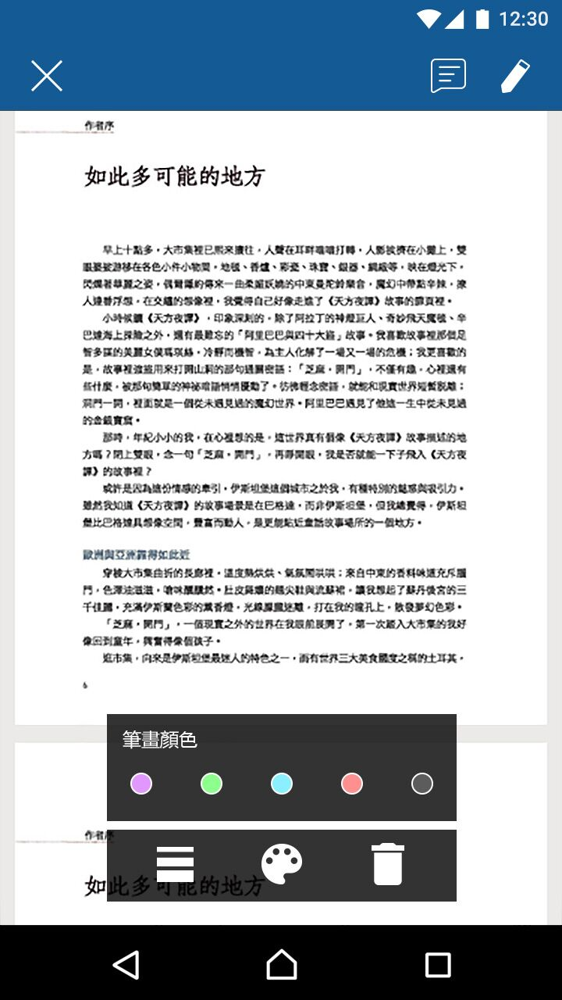 12:30
作者序
如此多可能的地方
早上十點多，大市集裡已熙來攘往，人聲在耳畔嗡嗡打轉，人影被擠在小攤上，雙
眼簌簌游移在各色小件小物間，地毯、香爐、彩瓷、珠寶、銀器、銅鐵等，映在燈光下，
閃爍著華麗之姿，偶爾隱約傳來一曲柔媚妖嬈的中東曼陀鈴樂音，魔幻中帶點辛辣，撩
人連番浮想，在交織的想像裡，我覺得自己好像走進了《天方夜譚》故事的扉頁裡。
小時候讀《天方夜譚》，印象深刻的，除了阿拉丁的神燈巨人、奇妙飛天魔毯、辛
巴達海上探險之外，還有最難忘的「阿里巴巴與四十大盜」故事。我喜歡故事裡那個足
智多謀的美麗女僕瑪琪絲，冷靜而機智，為主人化解了一場又一場的危機；我更喜歡的
是，故事裡強盜用來打開山洞的那句通關密語：「芝麻，開門」，不僅有趣，心裡還有
些什麼，被那句簡單的神祕暗語悄悄擾動了。彷彿輕念密語，就能和現實世界短暫脫離；
洞門一開，裡面就是一個從未遇見過的魔幻世界。阿里巴巴遇見了他這一生中從未見過
的金銀寶窟。
那時，年紀小小的我，在心裡想的是，這世界真有個像《天方夜譚》故事描述的地
方嗎？閉上雙眼，念一句「芝麻，開門」，再睜開眼，我是否就能一下子飛入《天方夜
譚》的故事裡？
或許是因為這份情感的牽引，伊斯坦堡這個城市之於我，有種特別的魅惑與吸引力。
雖然我知道《天方夜譚》的故事場景是在巴格達，而非伊斯坦堡，但我總覺得，伊斯坦
堡比巴格達具想像空間，豐富而動人，是更能貼近童話故事場所的一個地方。
歐洲與亞洲靠得如此近
穿梭大市集曲折的長廊裡，溫度熱烘烘、氣氛鬧哄哄；來自中東的香料味道充斥腦
門，色澤油滋滋，嗆味醺醺然。肚皮舞孃的翹尖鞋與流蘇裙，讓我想起了蘇丹後宮的三
千佳麗，充滿伊斯蘭色彩的薰香燈，光線朦朧迷離，打在我的瞳孔上，散發夢幻色彩。
「芝麻，開門」，一個現實之外的世界在我眼前展開了，第一次踏入大市集的我好
像回到童年，興奮得像個孩子。
逛市集，向來是伊斯坦堡最迷人的特色之一，而有世界三大美食國度之稱的土耳其，
6
筆畫顏色
作者序
如此多可能的地方